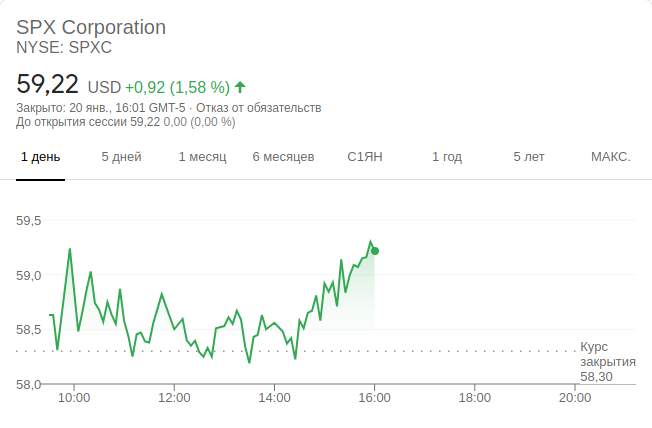 SPX Corporation
NYSE: SPXC
59,22 USD +0,92 (1,58 %)
Закрыто: 20 янв., 16:01 GMT-5 · Отказ от обязательств
До открытия сессии 59,22 0,00 (0,00 %)
1 день 5 дней 1 месяц 6 месяцев С1ЯН 1 год 5 лет МАКС.
59,5
59,0
58,5
Курс
закрытия
58,30
58,0
10:00 12:00 14:00 16:00 18:00 20:00